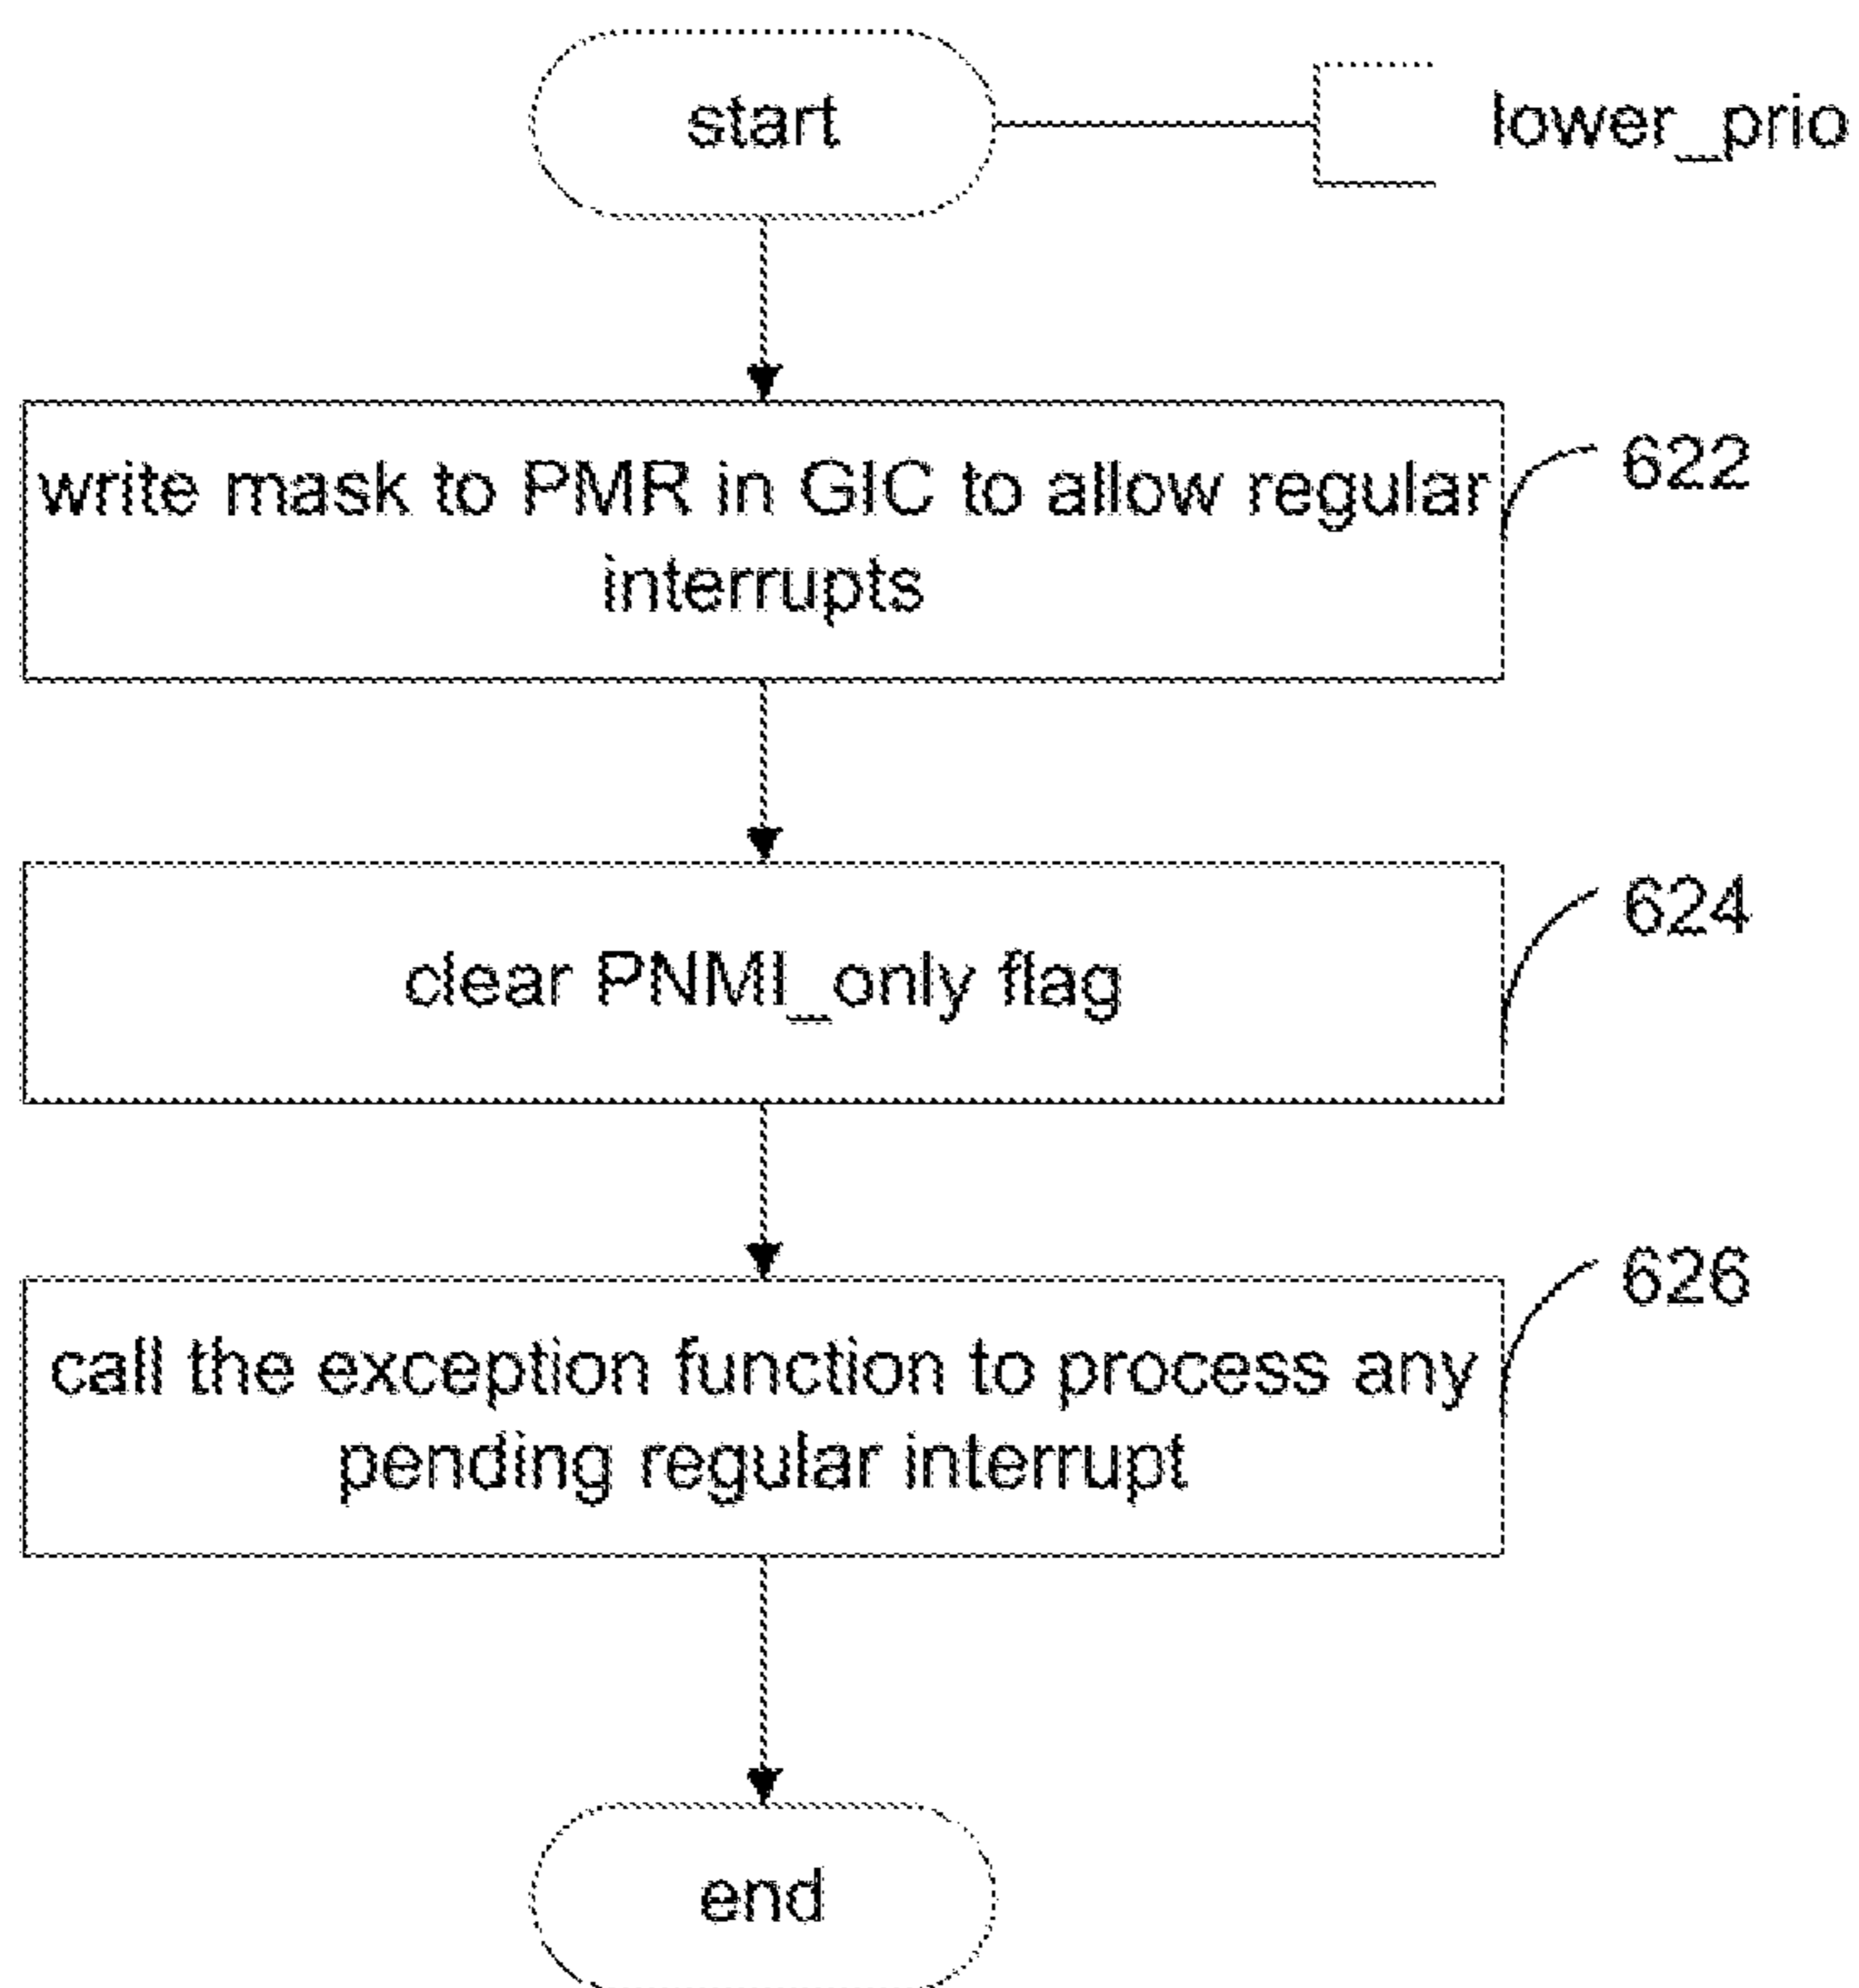 start
lower_prio
write mask to PMR in GIC to allow regular
interrupts
622
clear PNMI_only flag
624
call the exception function to process any
pending regular interrupt
626
end